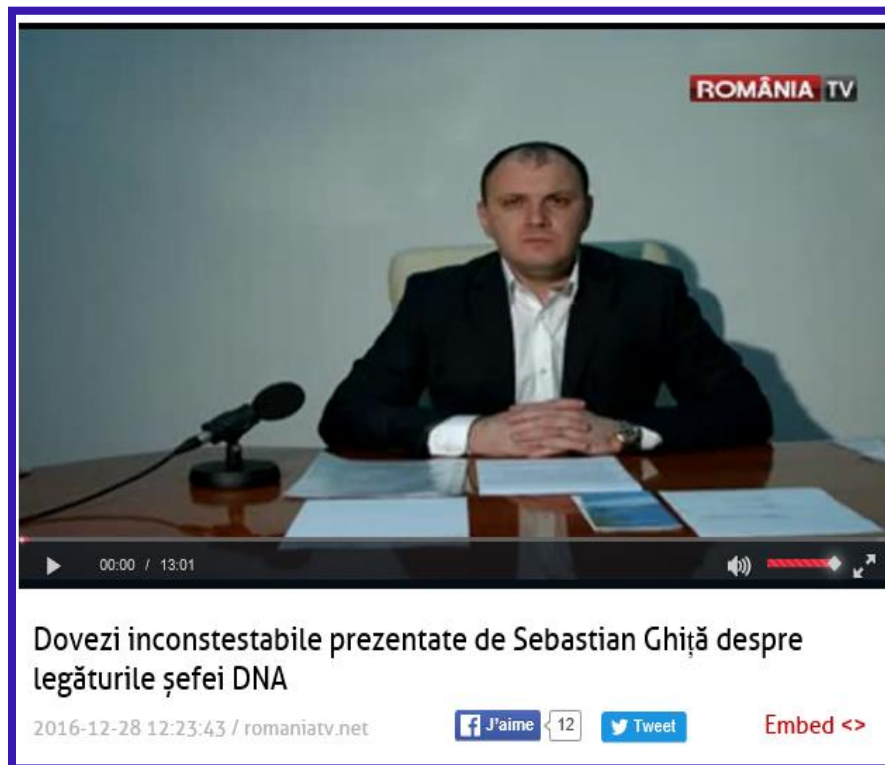 ROMÂNIA TV
00:00 / 13:01
Dovezi inconstestabile prezentate de Sebastian Ghiță despre
legăturile șefei DNA
2016-12-28 12:23:43 / romaniatv.net
f J'aime 12 Tweet Embed <>